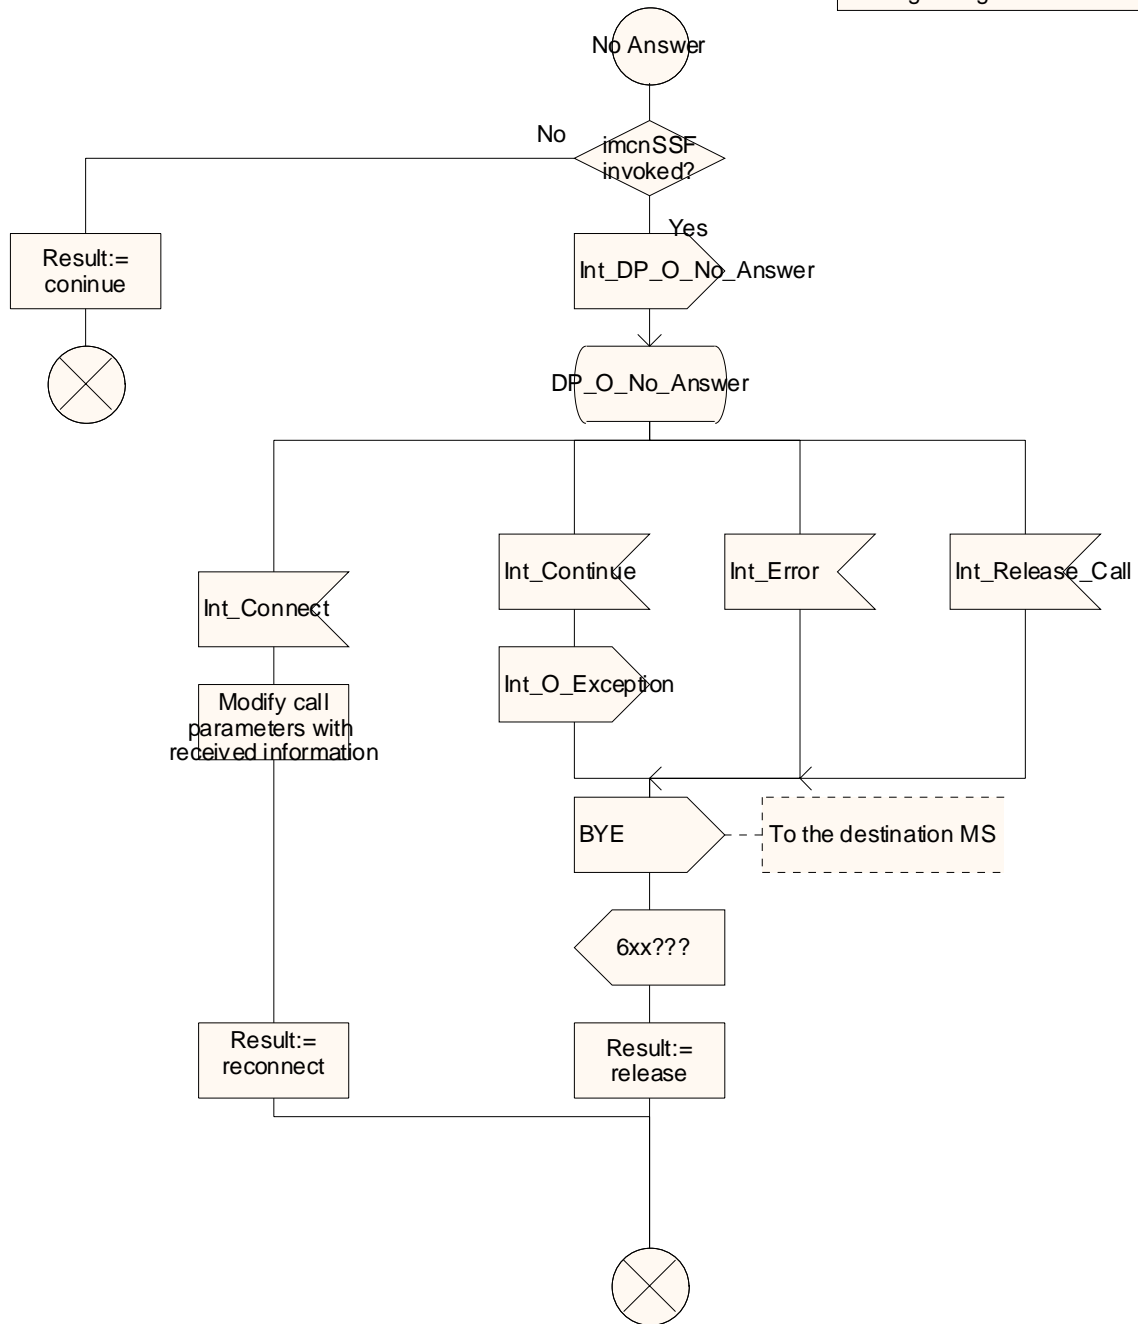 No Answer
No
imcnSSF
invoked?
Yes
Result:=
coninue
Int_DP_O_No_Answer
DP_O_No_Answer
Int_Continue
Int_Error
Int_Release_Call
Int_Connect
Int_O_Exception
Modify call
parameters with
received information
BYE
To the destination MS
6xx???
Result:=
reconnect
Result:=
release